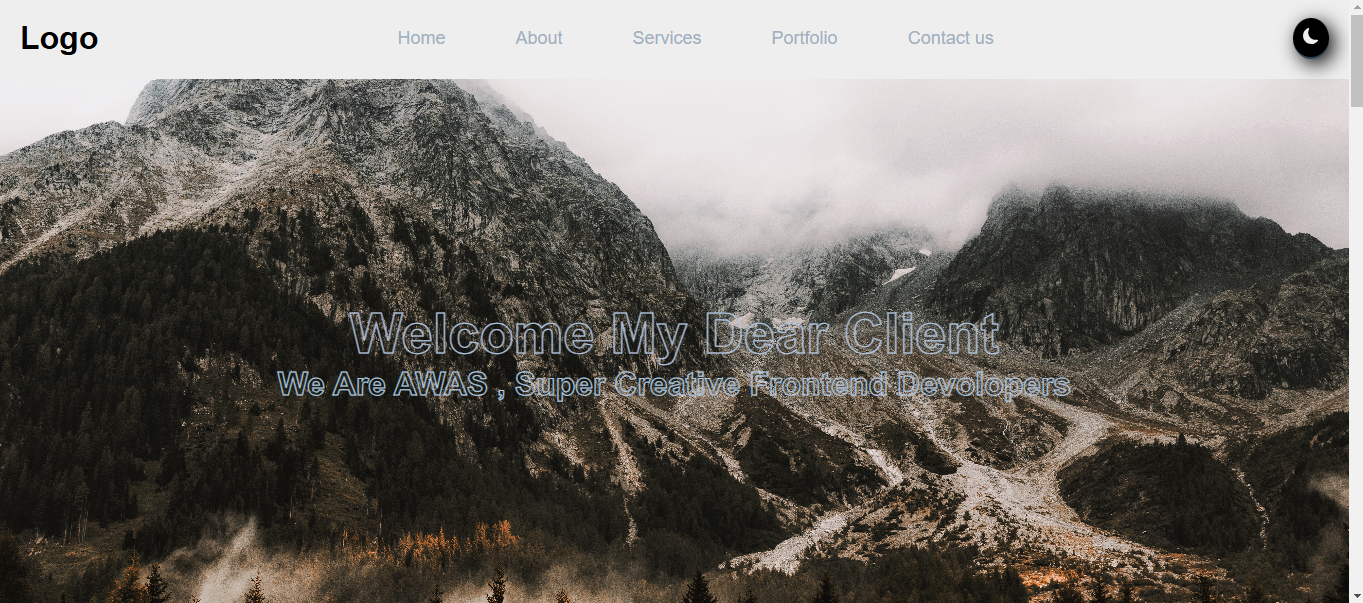 Logo
Home About Services Portfolio Contact us
Welcome My Dear Client
We Are AWAS , Super Creative Frontend Devolopers